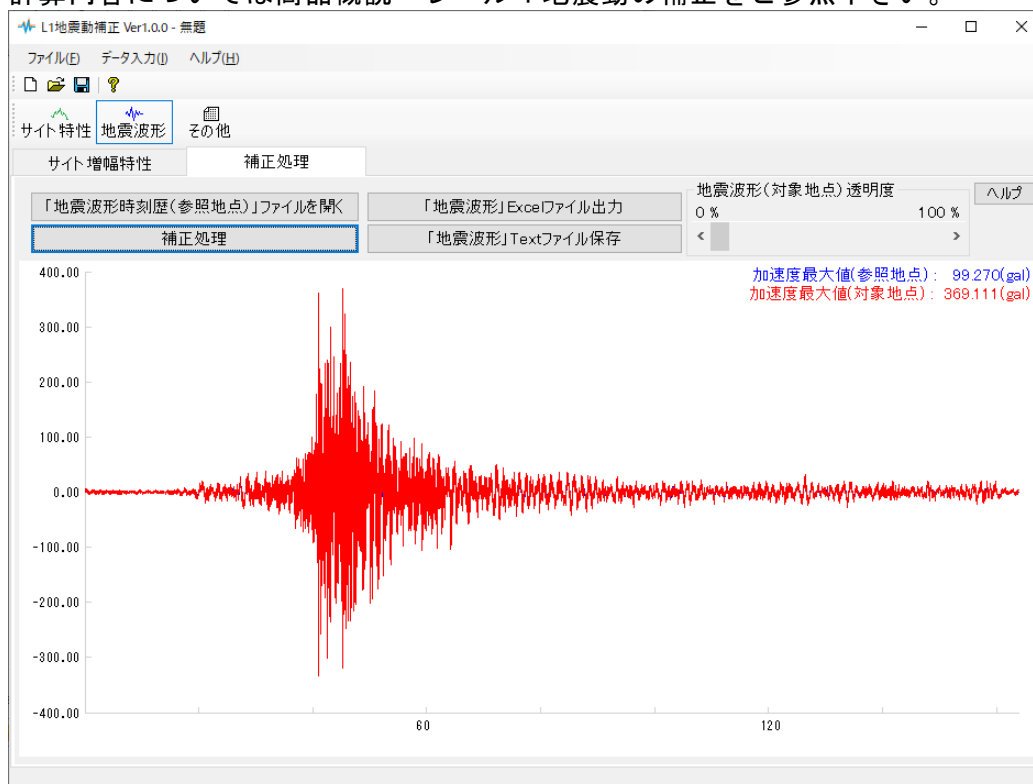 L1地震動補正 Ver1.0.0 - 無題
ファイル(F) データ入力(I) ヘルプ(H)
サイト特性 地震波形 その他
サイト増幅特性 補正処理
「地震波形時刻歴(参照地点)」ファイルを開く 「地震波形」Excelファイル出力 地震波形(対象地点)透明度 ヘルプ
0 % 100 %
補正処理 「地震波形」Textファイル保存
加速度最大値(参照地点): 99.270(gal)
加速度最大値(対象地点): 369.111(gal)
400.00
300.00
200.00
100.00
0.00
-100.00
-200.00
-300.00
-400.00
60 120